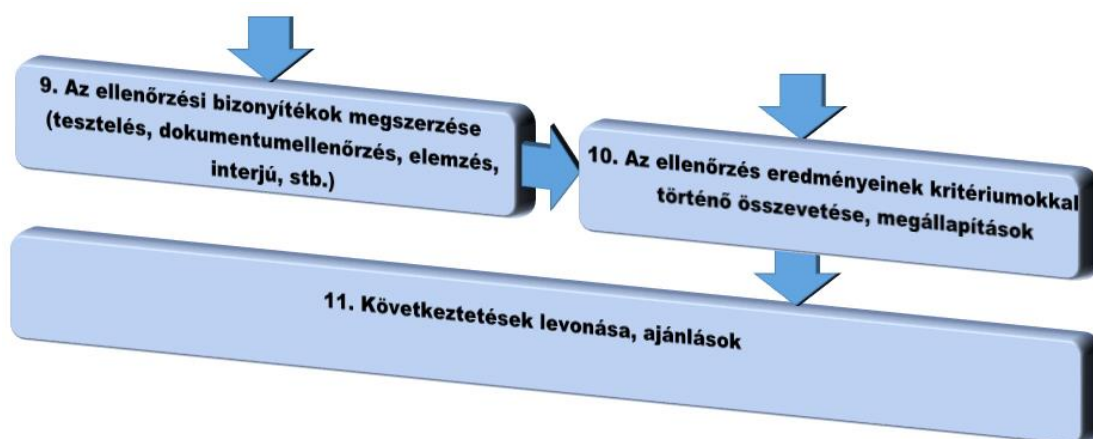 9. Az ellenőrzési bizonyítékok megszerzése
(tesztelés, dokumentumellenőrzés, elemzés,
interjú, stb.)
10. Az ellenőrzés eredményeinek kritériumokkal
történő összevetése, megállapítások
11. Következtetések levonása, ajánlások